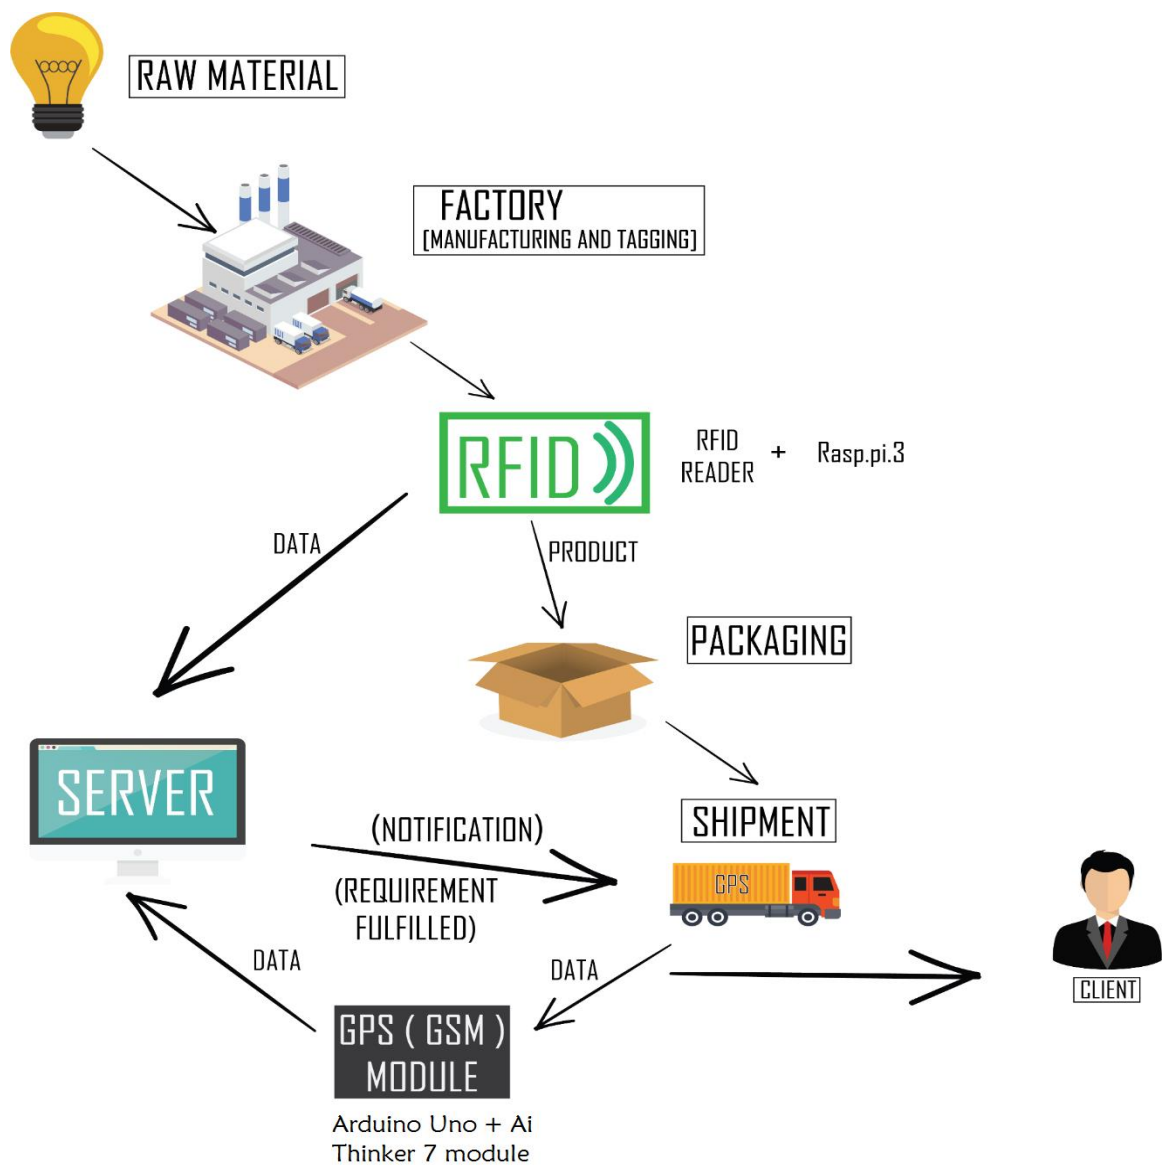 RAW MATERIAL
FACTORY
[MANUFACTURING AND TAGGING]
RFID
RFID
READER
+
Rasp.pi.3
DATA
PRODUCT
PACKAGING
SERVER
SHIPMENT
(NOTIFICATION)
GPS
(REQUIREMENT
FULFILLED)
DATA
DATA
CLIENT
GPS ( GSM )
MODULE
Arduino Uno + Ai
Thinker 7 module